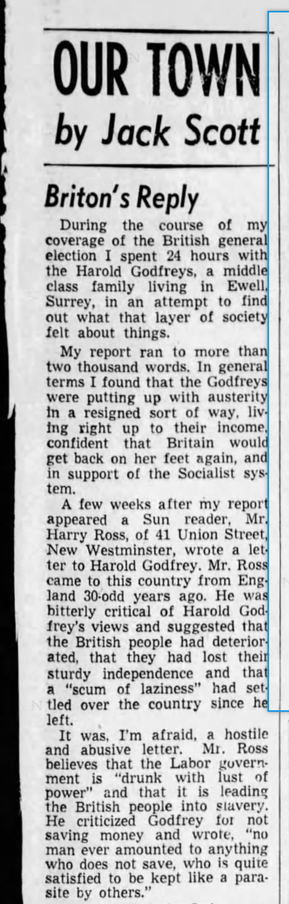 OUR TOWN
by Jack Scott
Briton's Reply
During the course of my
coverage of the British general
election I spent 24 hours with
the Harold Godfreys, a middle
class family living in Ewell,
Surrey, in an attempt to find
out what that layer of society
felt about things.
My report ran to more than
two thousand words. In general
terms I found that the Godfreys
were putting up with austerity
in a resigned sort of way, liv-
ing right up to their income,
confident that Britain would
get back on her feet again, and
in support of the Socialist sys-
tem.
A few weeks after my report
appeared a Sun reader, Mr.
Harry Ross, of 41 Union Street,
New Westminster, wrote a let-
ter to Harold Godfrey. Mr. Ross
came to this country from Eng-
land 30-odd years ago. He was
bitterly critical of Harold God-
frey's views and suggested that
the British people had deterior-
ated, that they had lost their
sturdy independence and that
a "scum of laziness" had set-
tled over the country since he
left.
It was, I'm afraid, a hostile
and abusive letter. Mr. Ross
believes that the Labor govern-
ment is "drunk with lust of
power" and that it is leading
the British people into slavery.
He criticized Godfrey for not
saving money and wrote, "no
man ever amounted to anything
who does not save, who is quite
satisfied to be kept like a para-
site by others."